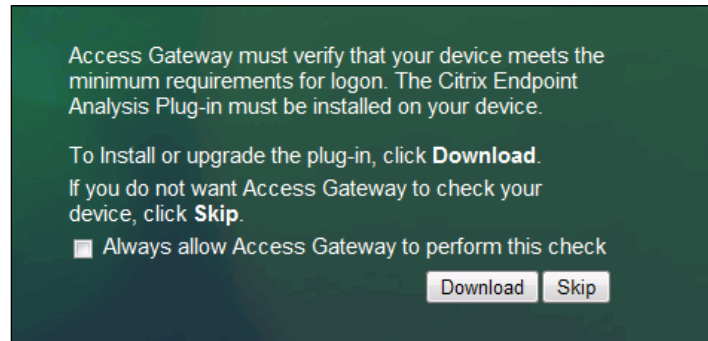 Access Gateway must verify that your device meets the
minimum requirements for logon. The Citrix Endpoint
Analysis Plug-in must be installed on your device.
To Install or upgrade the plug-in, click Download.
If you do not want Access Gateway to check your
device, click Skip.
Always allow Access Gateway to perform this check
Download Skip